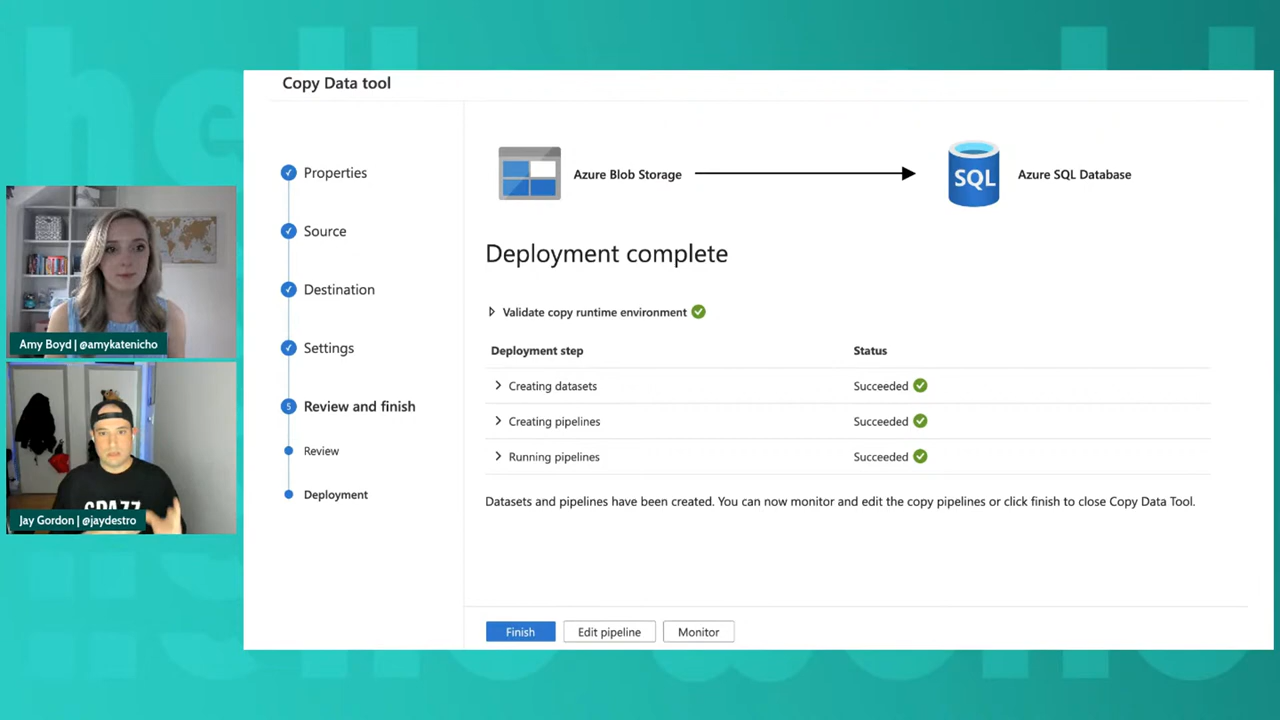 Copy Data tool
Properties
Source
Destination
Settings
5
Review and finish
Review
Deployment
Azure Blob Storage
SQL
Azure SQL Database
Deployment complete
Validate copy runtime environment
Deployment step Status
Creating datasets Succeeded
Creating pipelines Succeeded
Running pipelines Succeeded
Datasets and pipelines have been created. You can now monitor and edit the copy pipelines or click finish to close Copy Data Tool.
Finish Edit pipeline Monitor
Amy Boyd | @amykatenicho
Jay Gordon | @jaydestro
hello